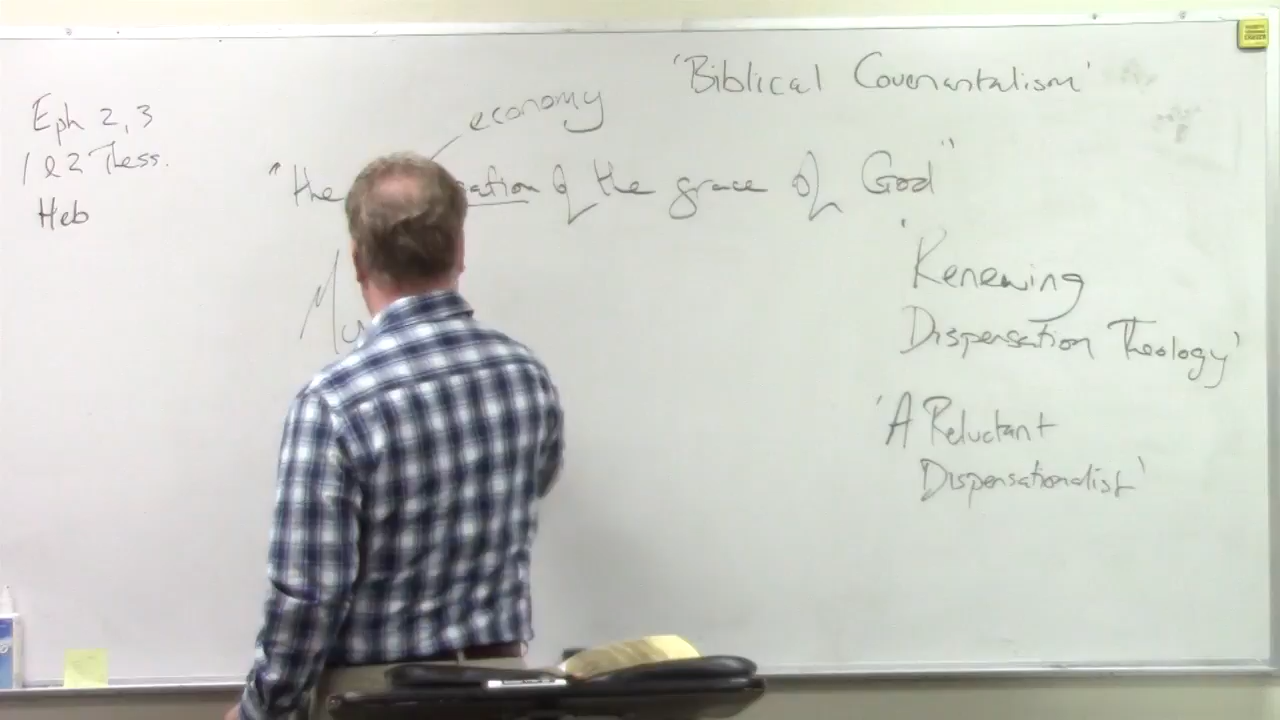 'Biblical Covenantalism'
economy
Eph 2,3
1 & 2 Thess.
Heb
"the sation of the grace of God"
'Renewing
Dispensation Theology'
'A Reluctant
Dispensationalist'